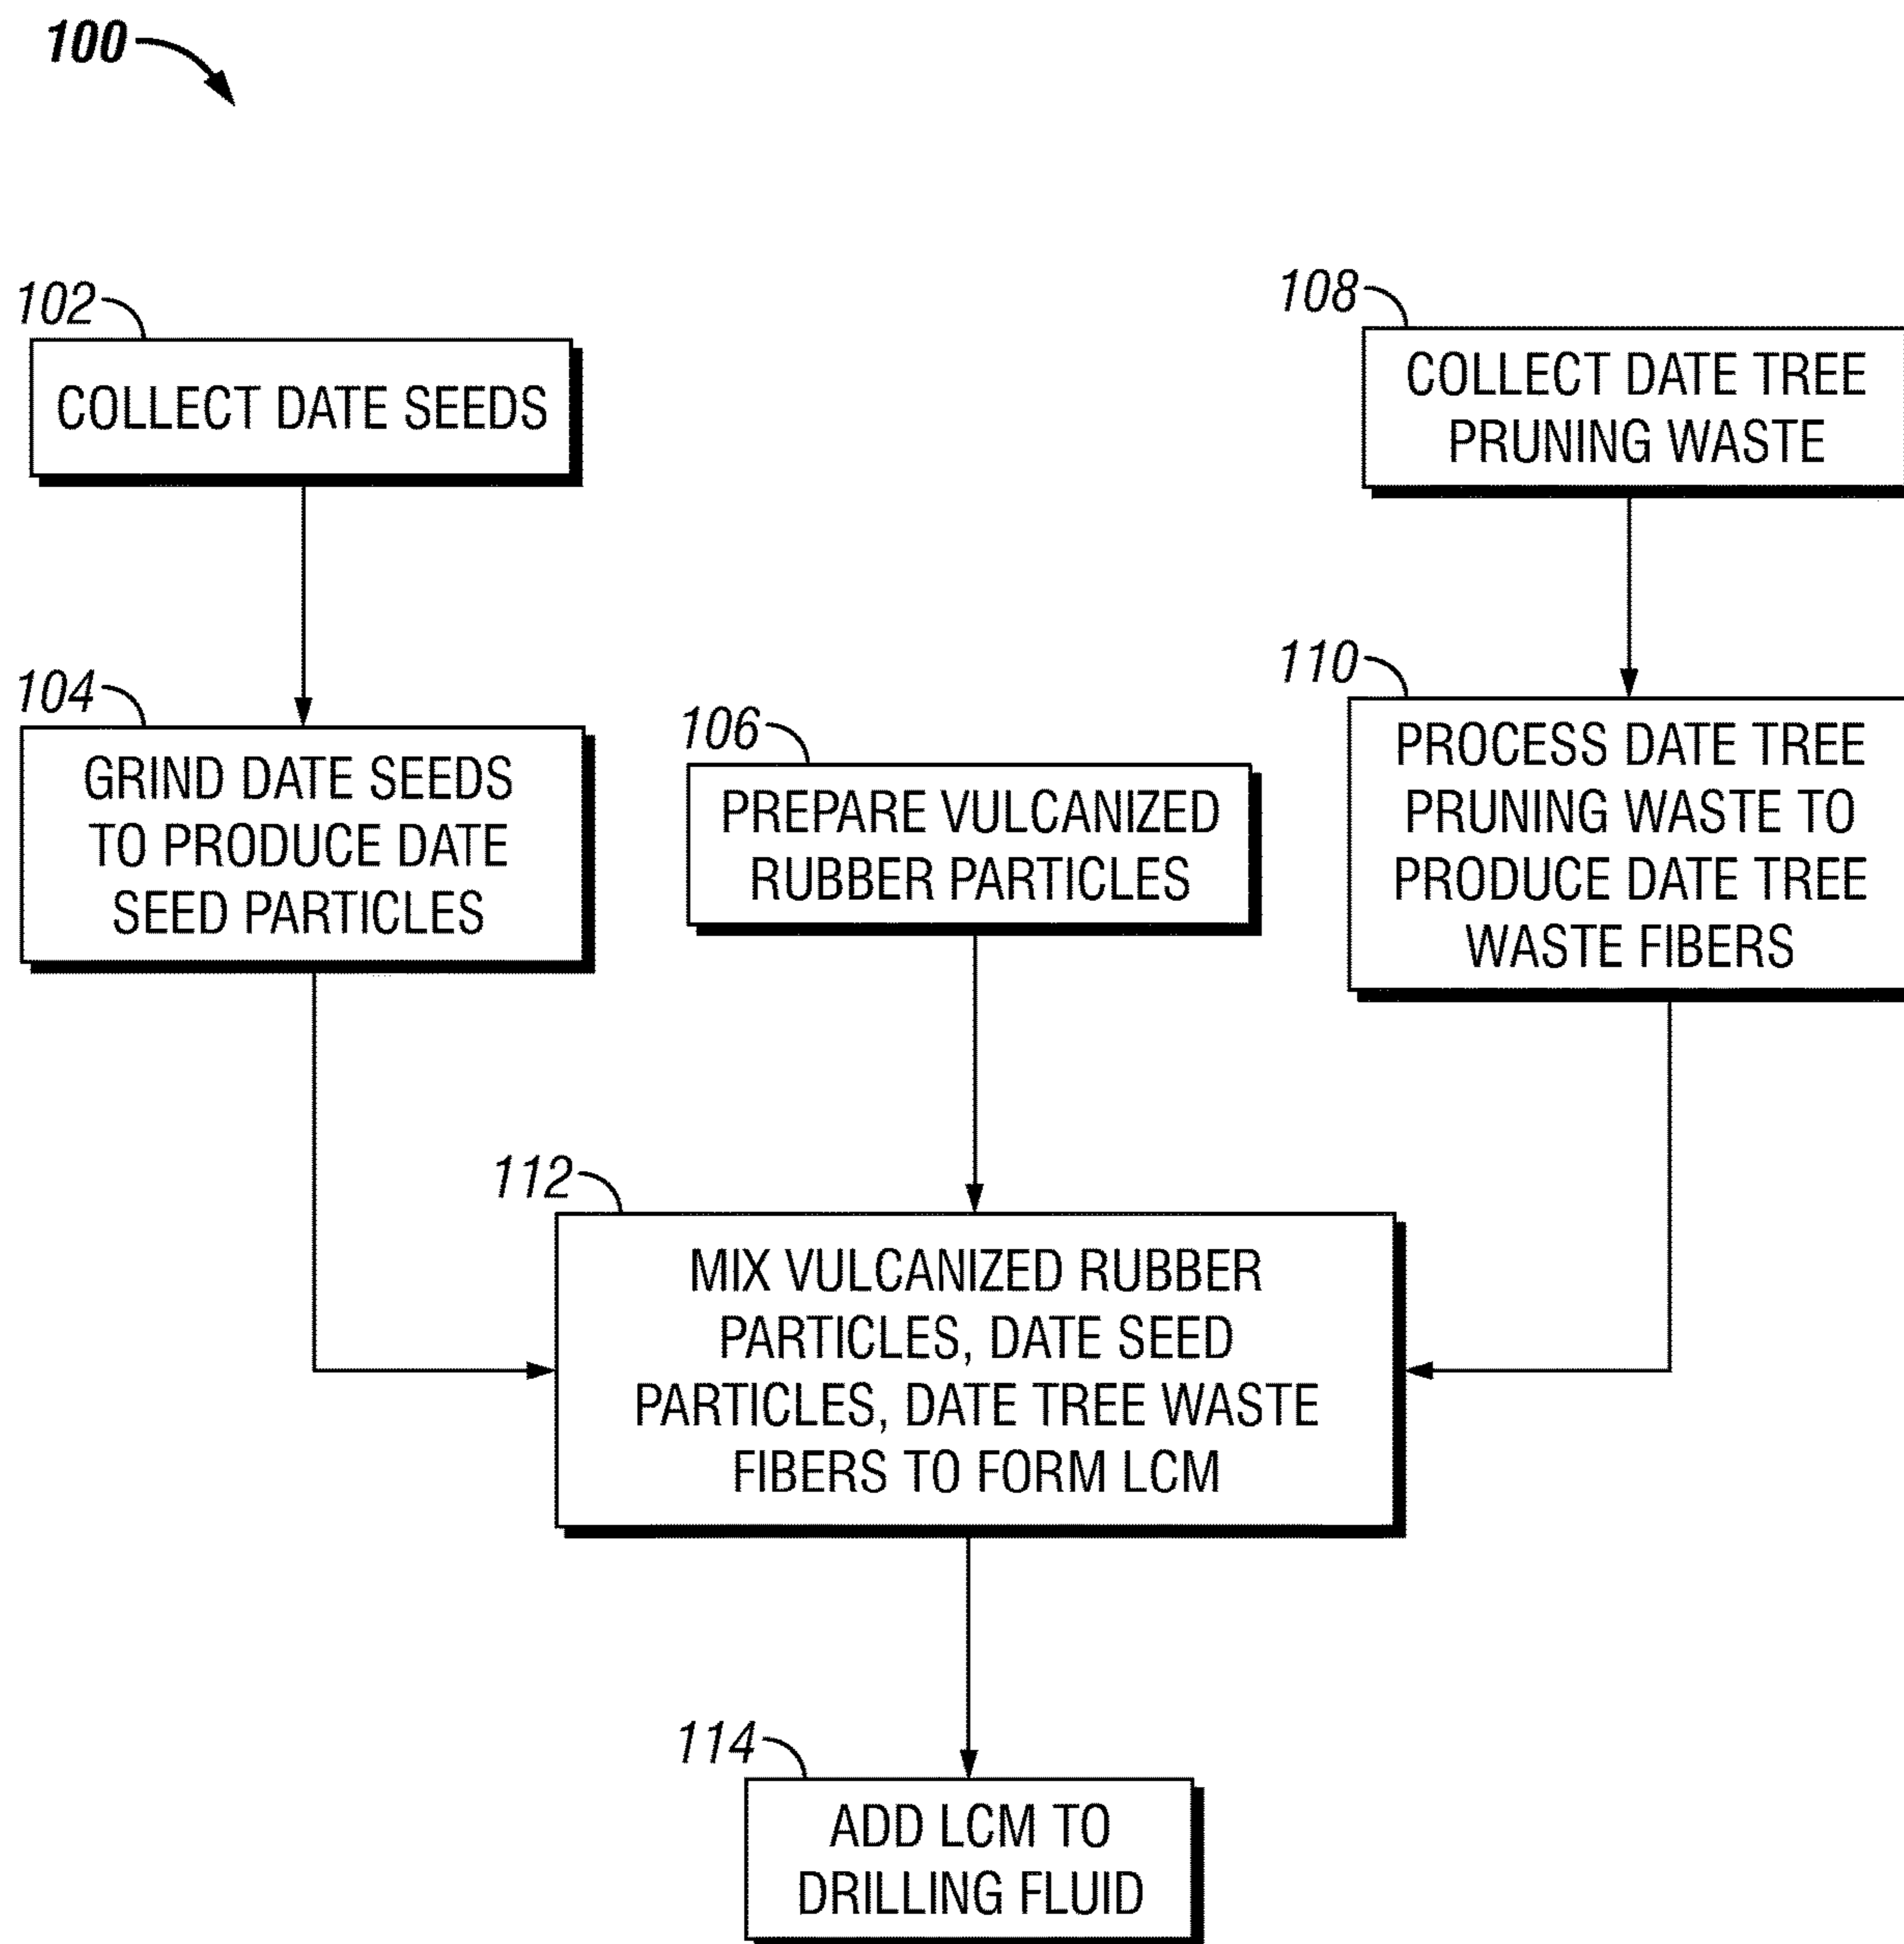 100
102
COLLECT DATE SEEDS
108
COLLECT DATE TREE
PRUNING WASTE
104
GRIND DATE SEEDS
TO PRODUCE DATE
SEED PARTICLES
106
PREPARE VULCANIZED
RUBBER PARTICLES
110
PROCESS DATE TREE
PRUNING WASTE TO
PRODUCE DATE TREE
WASTE FIBERS
112
MIX VULCANIZED RUBBER
PARTICLES, DATE SEED
PARTICLES, DATE TREE WASTE
FIBERS TO FORM LCM
114
ADD LCM TO
DRILLING FLUID